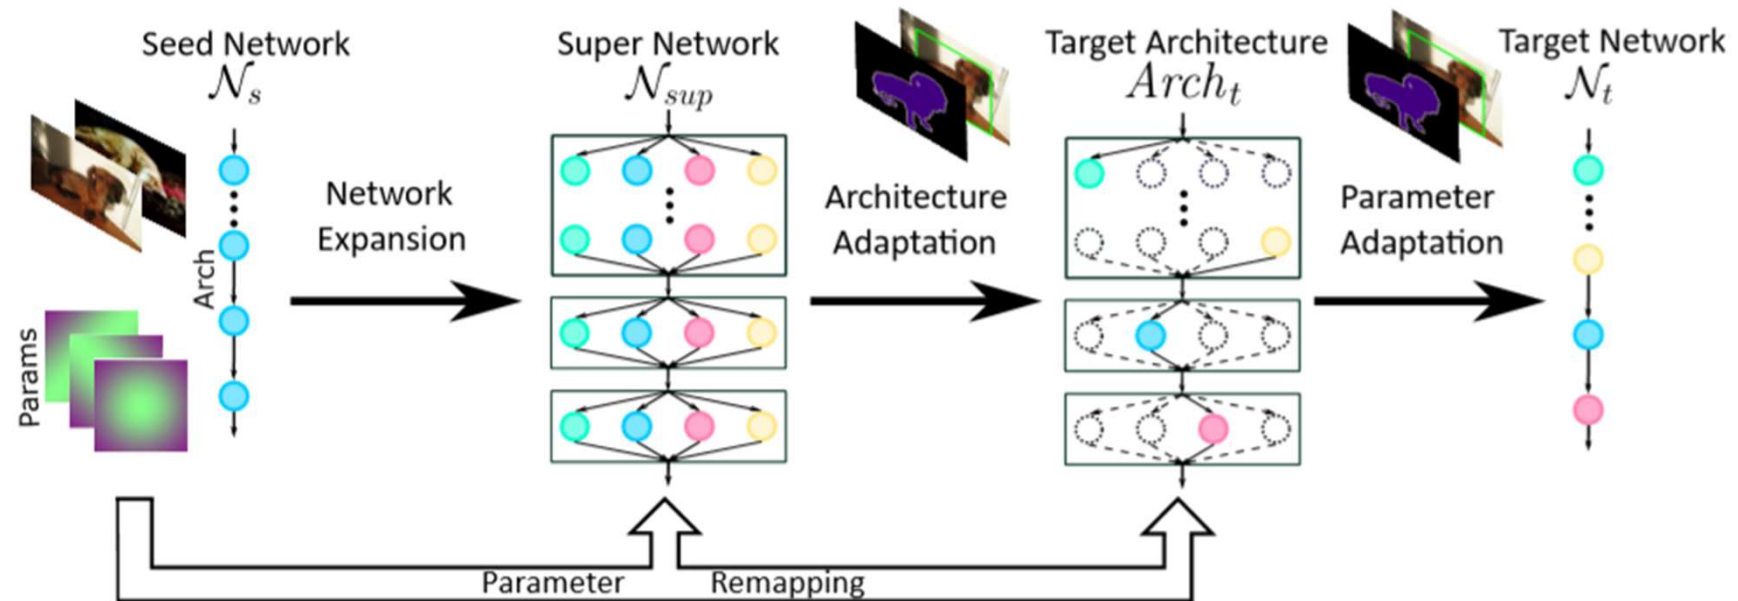 Seed Network
𝒩s
Super Network
𝒩sup
Target Architecture
Archt
Target Network
𝒩t
Arch
Params
Network
Expansion
Architecture
Adaptation
Parameter
Adaptation
Parameter Remapping